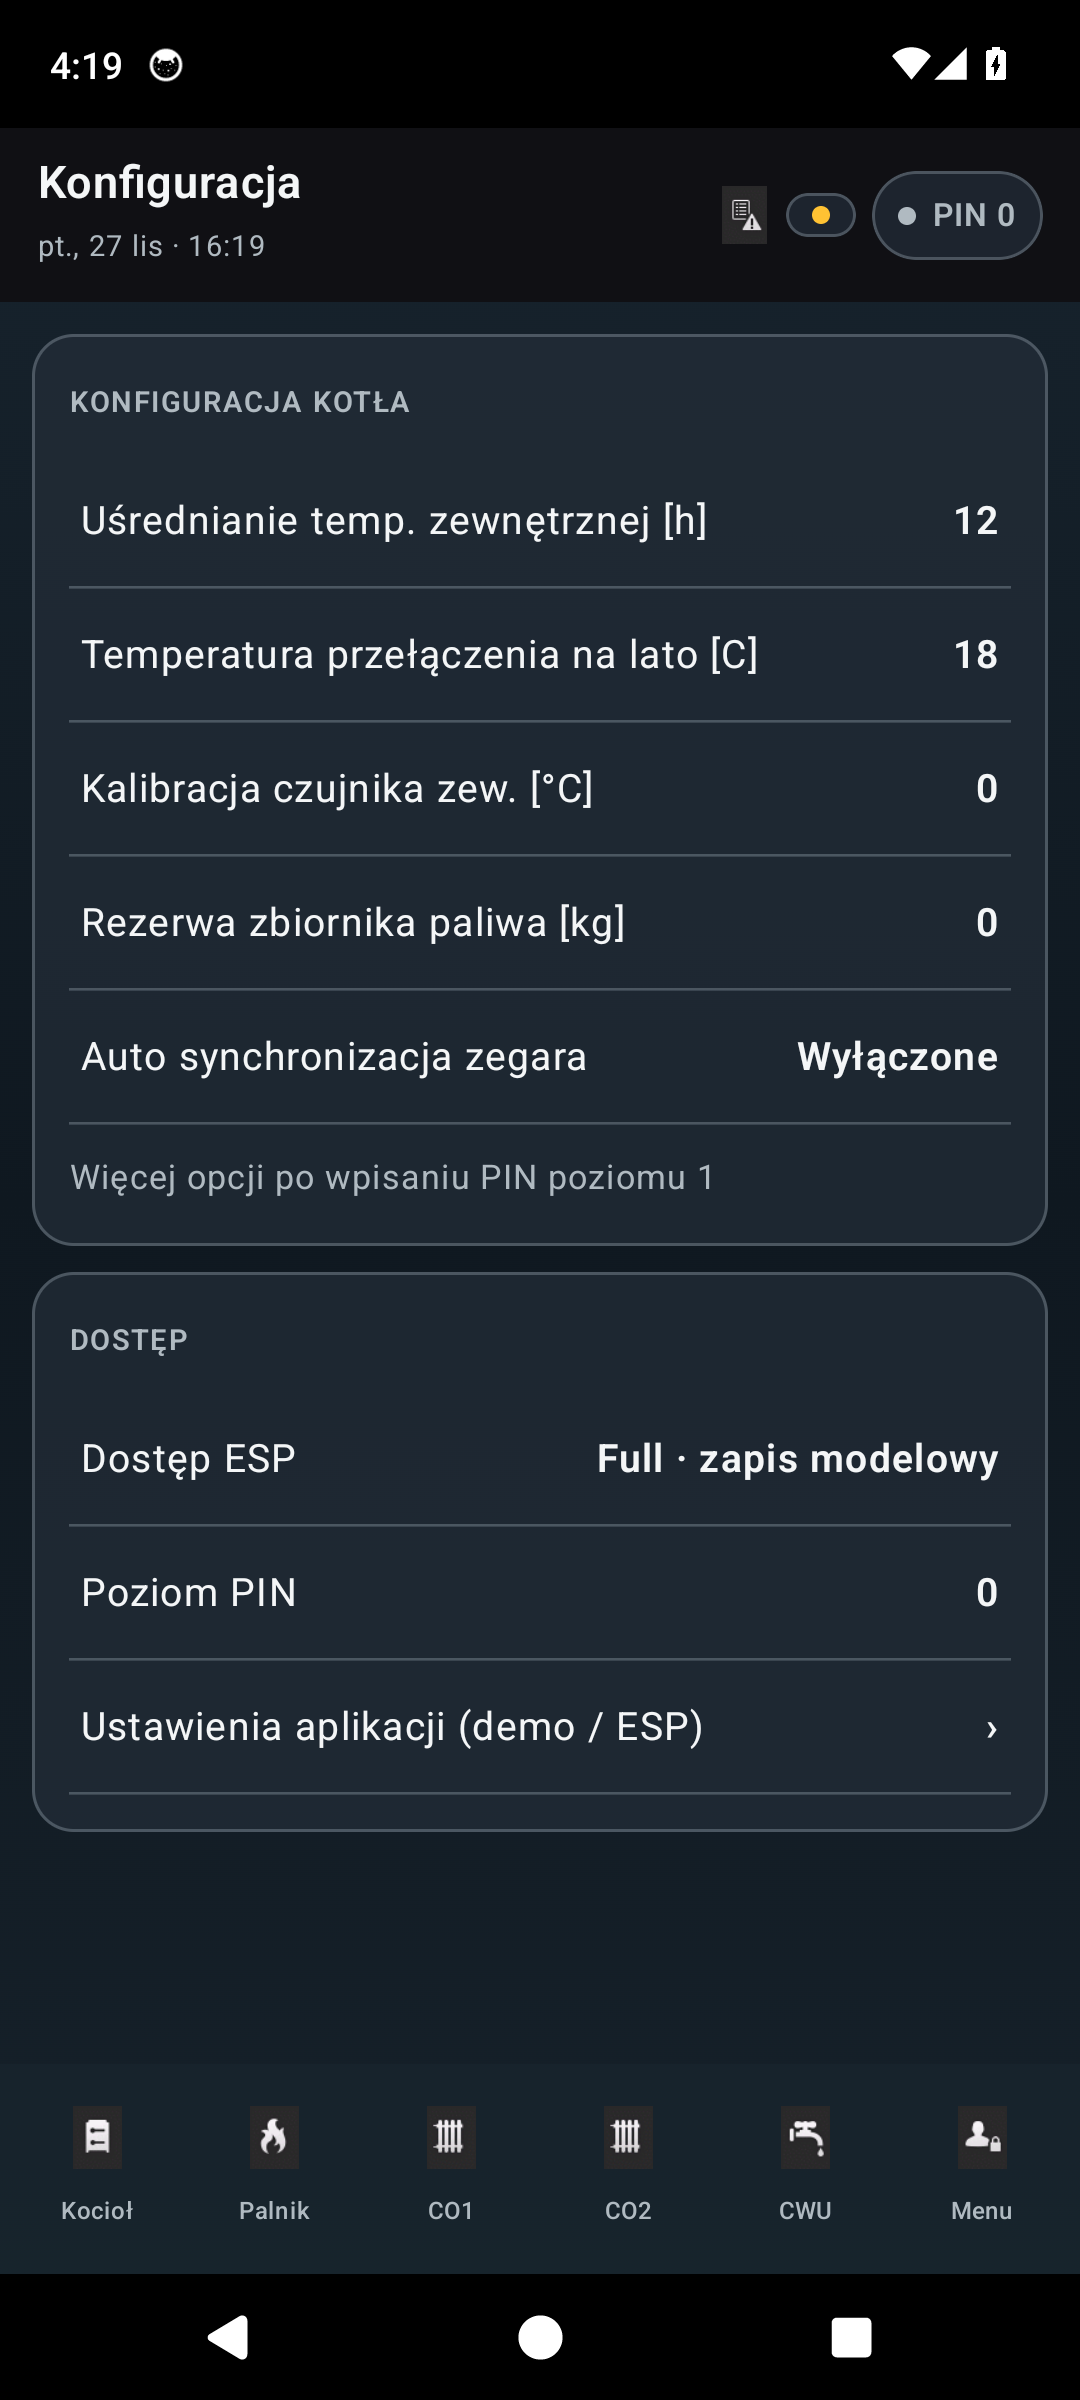 4:19
Konfiguracja
pt., 27 lis · 16:19
PIN 0
KONFIGURACJA KOTŁA
Uśrednianie temp. zewnętrznej [h] 12
Temperatura przełączenia na lato [C] 18
Kalibracja czujnika zew. [°C] 0
Rezerwa zbiornika paliwa [kg] 0
Auto synchronizacja zegara Wyłączone
Więcej opcji po wpisaniu PIN poziomu 1
DOSTĘP
Dostęp ESP Full · zapis modelowy
Poziom PIN 0
Ustawienia aplikacji (demo / ESP) ›
Kocioł Palnik CO1 CO2 CWU Menu